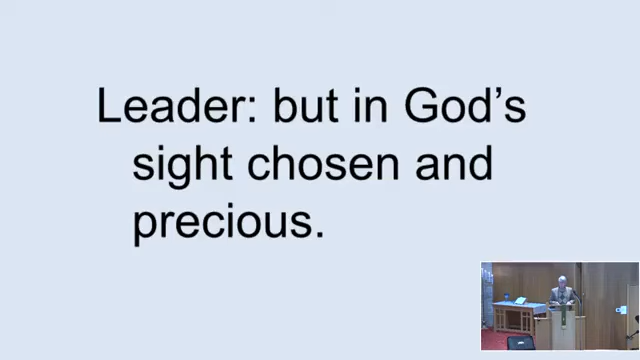 Leader: but in God’s
sight chosen and
precious.